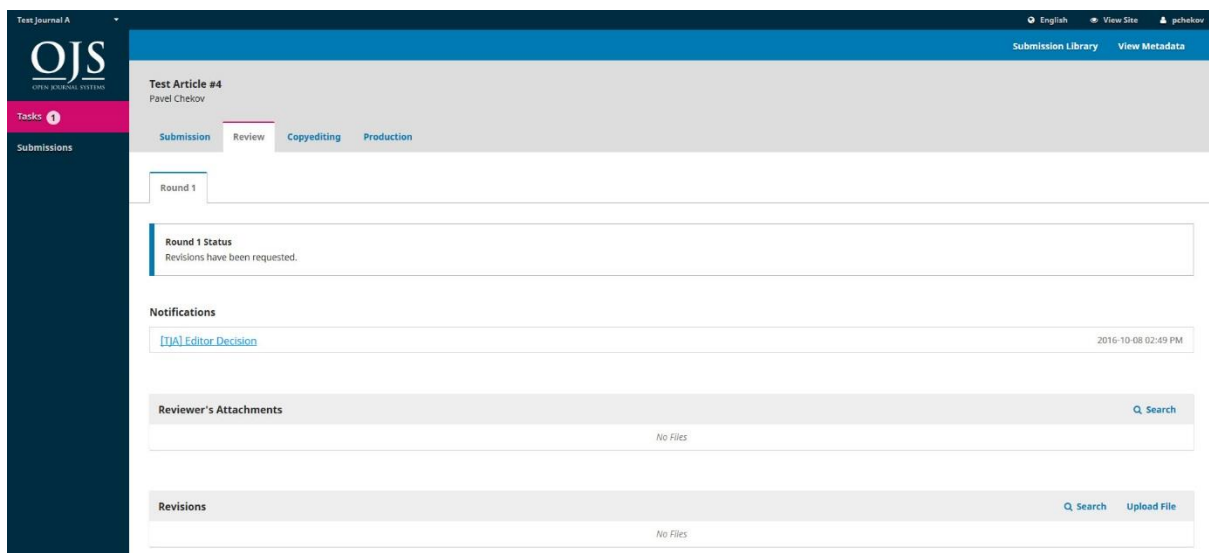 Test Journal A
English View Site pchekov
OJS
OPEN JOURNAL SYSTEMS
Submission Library View Metadata
Tasks 1
Submissions
Test Article #4
Pavel Chekov
Submission Review Copyediting Production
Round 1
Round 1 Status
Revisions have been requested.
Notifications
[TJA] Editor Decision 2016-10-08 02:49 PM
Reviewer's Attachments Search
No Files
Revisions Search Upload File
No Files